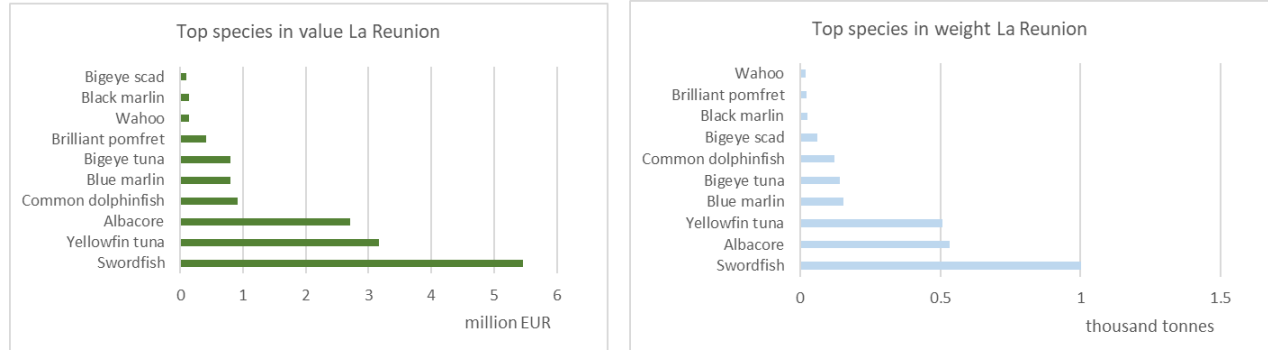 Top species in value La Reunion
Bigeye scad
Black marlin
Wahoo
Brilliant pomfret
Bigeye tuna
Blue marlin
Common dolphinfish
Albacore
Yellowfin tuna
Swordfish
0 1 2 3 4 5 6
million EUR
Top species in weight La Reunion
Wahoo
Brilliant pomfret
Black marlin
Bigeye scad
Common dolphinfish
Bigeye tuna
Blue marlin
Yellowfin tuna
Albacore
Swordfish
0 0.5 1 1.5
thousand tonnes